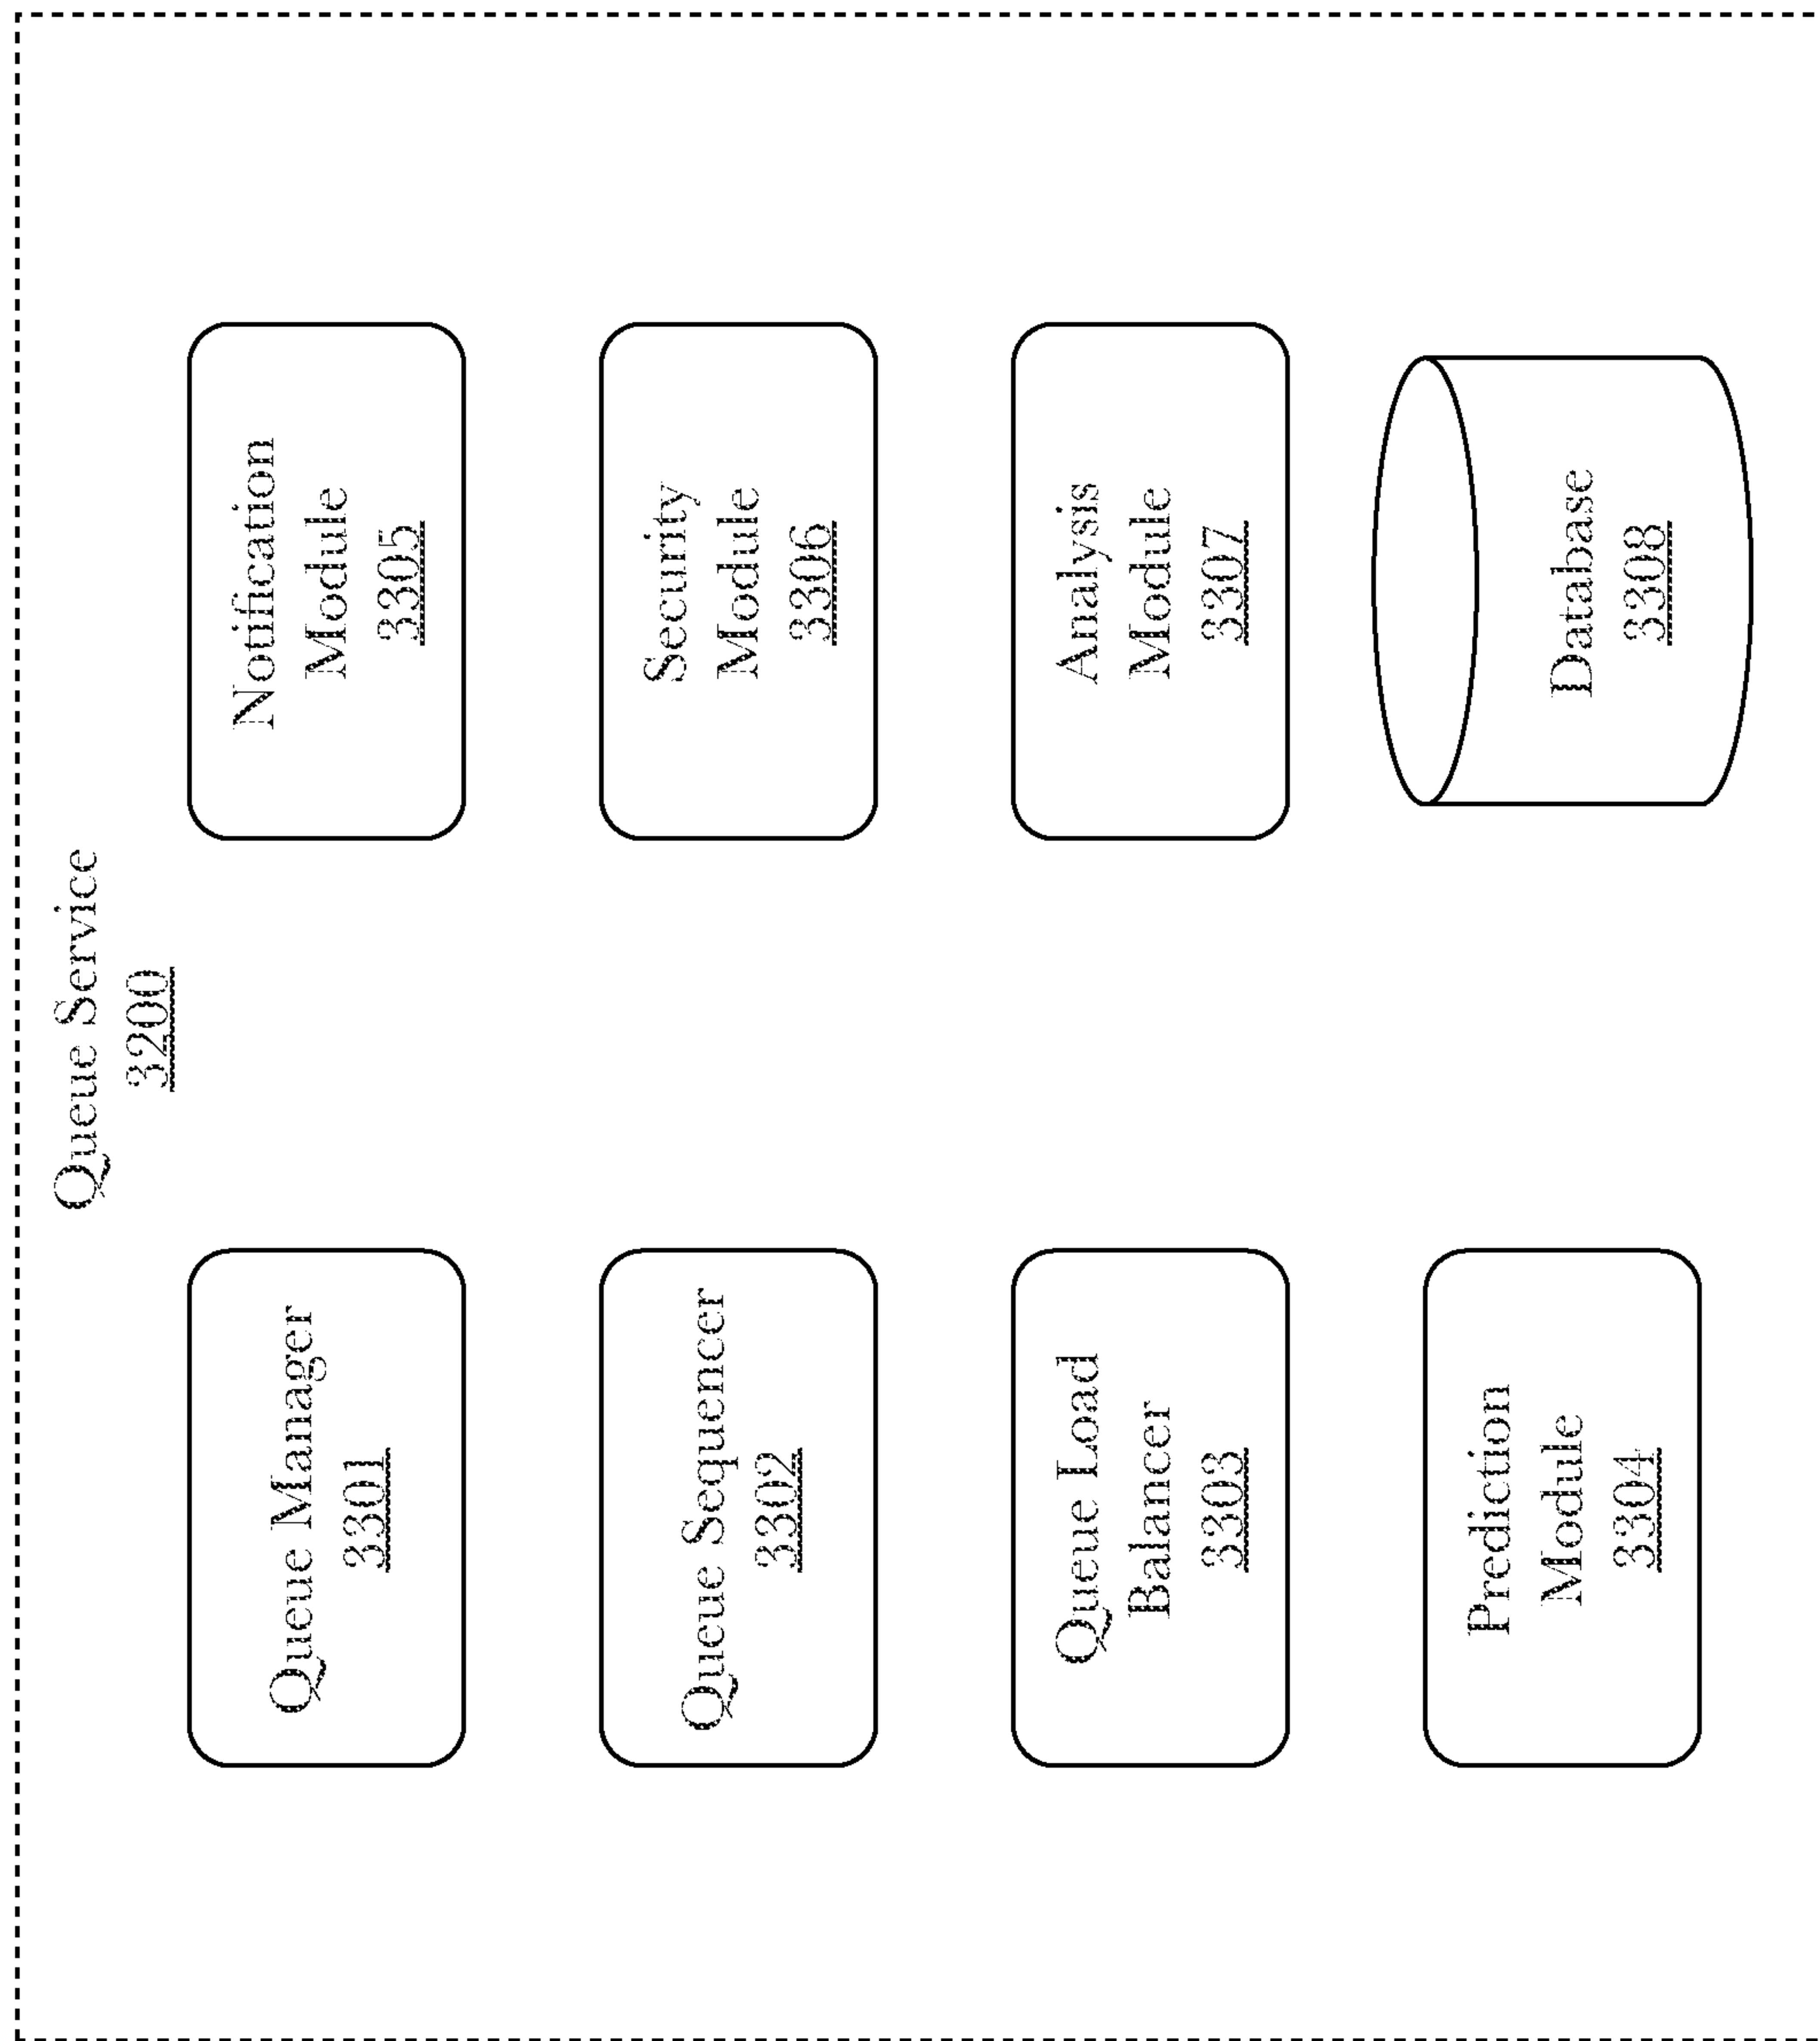 Queue Service
3200
Queue Manager
3301
Queue Sequencer
3302
Queue Load
Balancer
3303
Prediction
Module
3304
Notification
Module
3305
Security
Module
3306
Analysis
Module
3307
Database
3308